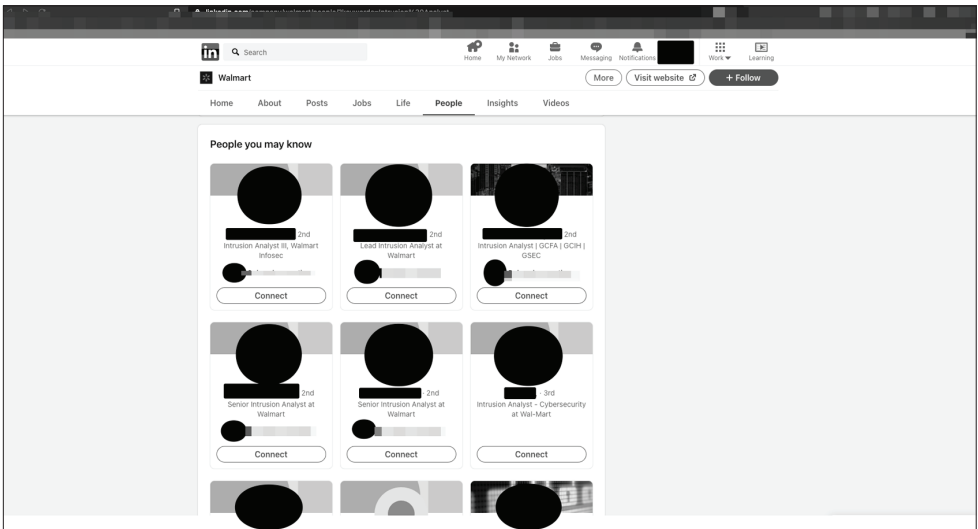 in
Search
Home
My Network
Jobs
Messaging
Notifications
Work
Learning
Walmart
More
Visit website
+ Follow
Home
About
Posts
Jobs
Life
People
Insights
Videos
People you may know
2nd
Intrusion Analyst III, Walmart
Infosec
Connect
2nd
Lead Intrusion Analyst at
Walmart
Connect
2nd
Intrusion Analyst | GCFA | GCIH |
GSEC
Connect
2nd
Senior Intrusion Analyst at
Walmart
Connect
· 2nd
Senior Intrusion Analyst at
Walmart
Connect
· 3rd
Intrusion Analyst - Cybersecurity
at Wal-Mart
Connect